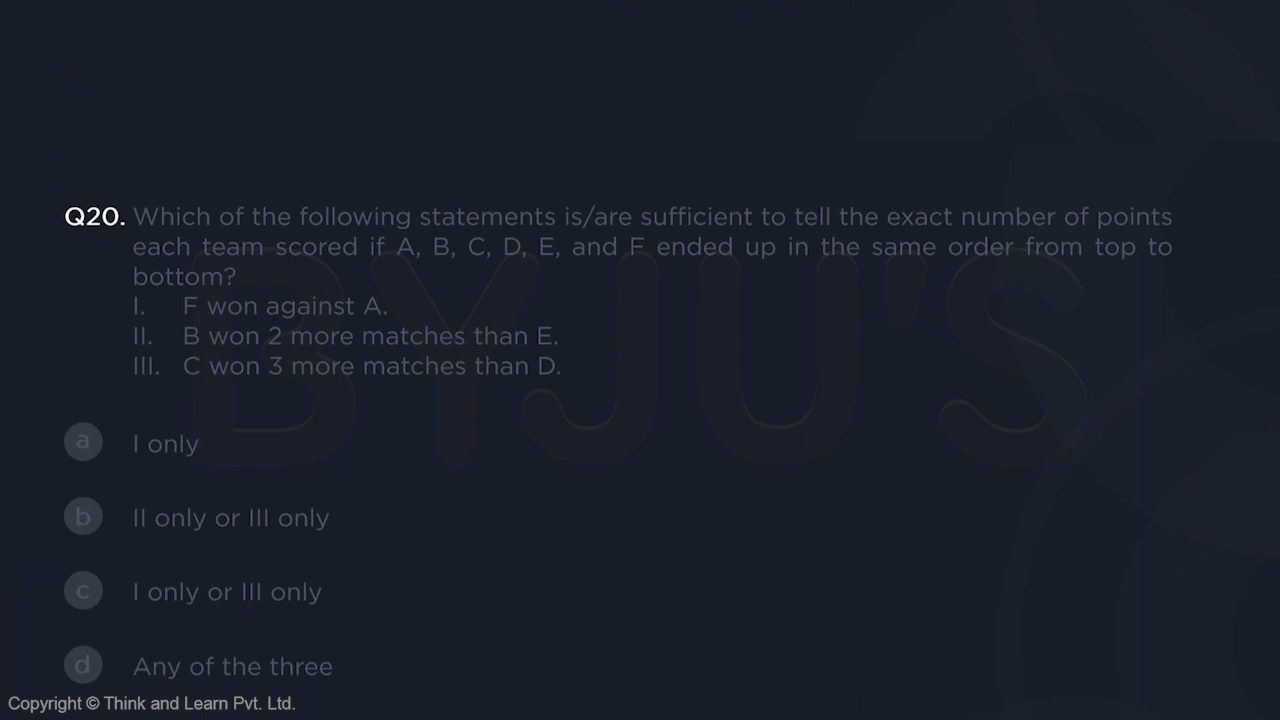 BYJU'S
Q20. Which of the following statements is/are sufficient to tell the exact number of points
each team scored if A, B, C, D, E, and F ended up in the same order from top to
bottom?
I. F won against A.
II. B won 2 more matches than E.
III. C won 3 more matches than D.
a I only
b II only or III only
c I only or III only
d Any of the three
Copyright © Think and Learn Pvt. Ltd.